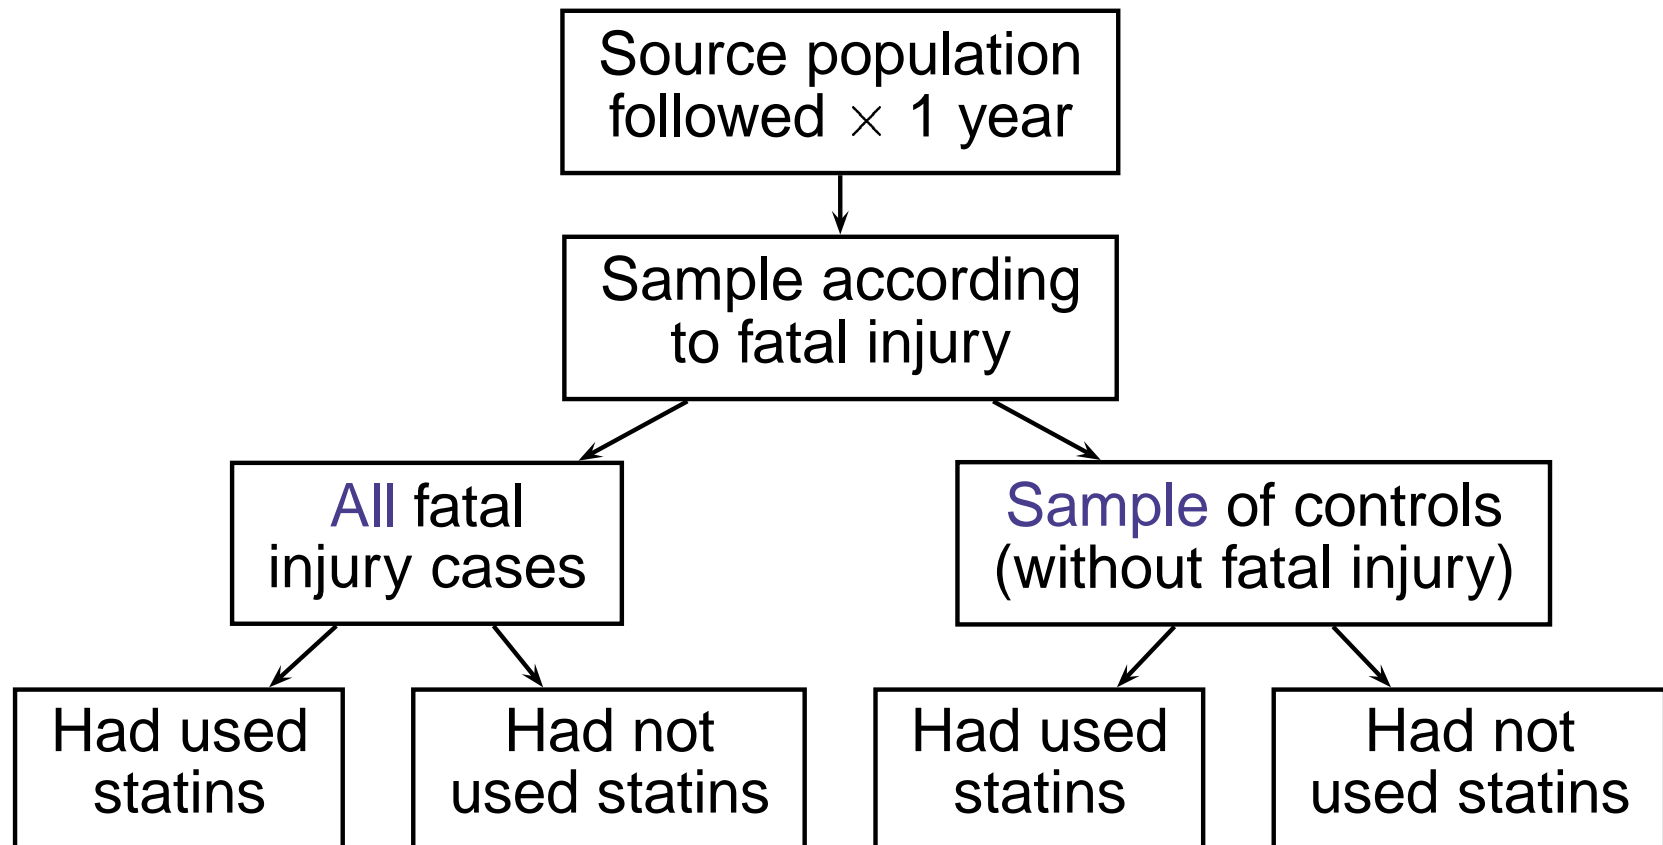 Source population
followed × 1 year
Sample according
to fatal injury
All fatal
injury cases
Sample of controls
(without fatal injury)
Had used
statins
Had not
used statins
Had used
statins
Had not
used statins